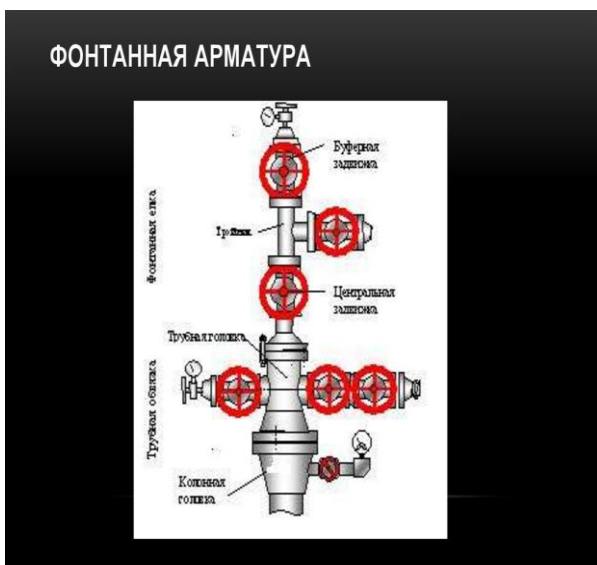 ФОНТАННАЯ АРМАТУРА
Буферная
задвижка
Фонтанная елка
Тройник
Центральная
задвижка
Трубная головка
Трубная обвязка
Колонная
головка